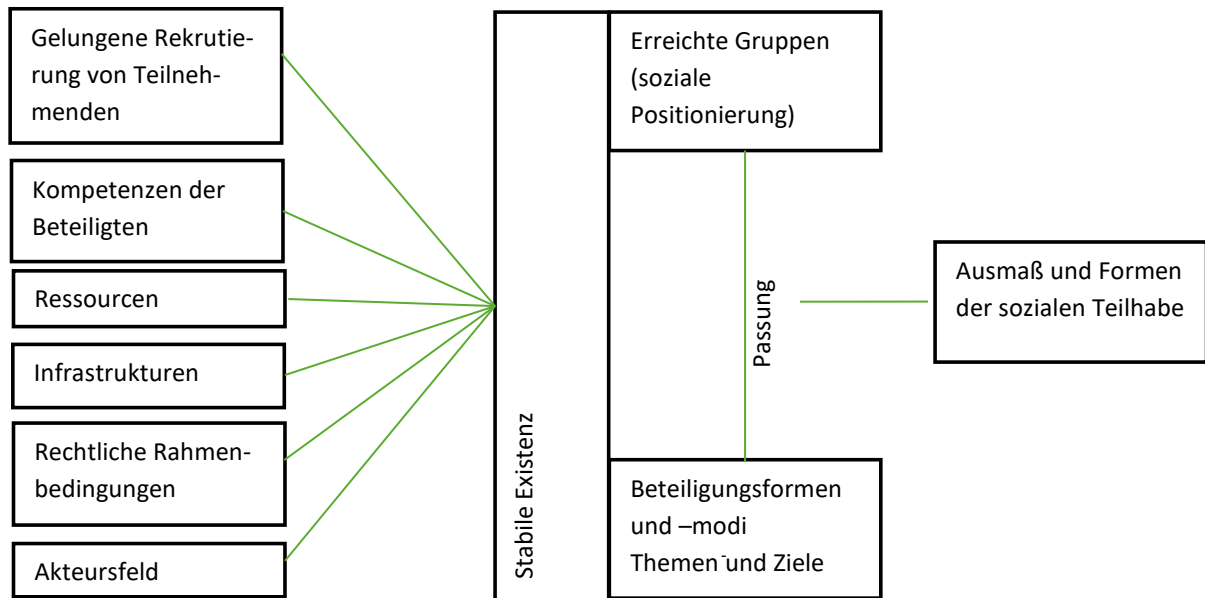 Gelungene Rekrutie-
rung von Teilneh-
menden
Kompetenzen der
Beteiligten
Ressourcen
Infrastrukturen
Rechtliche Rahmen-
bedingungen
Akteursfeld
Stabile Existenz
Erreichte Gruppen
(soziale
Positionierung)
Passung
Beteiligungsformen
und –modi
Themen und Ziele
Ausmaß und Formen
der sozialen Teilhabe